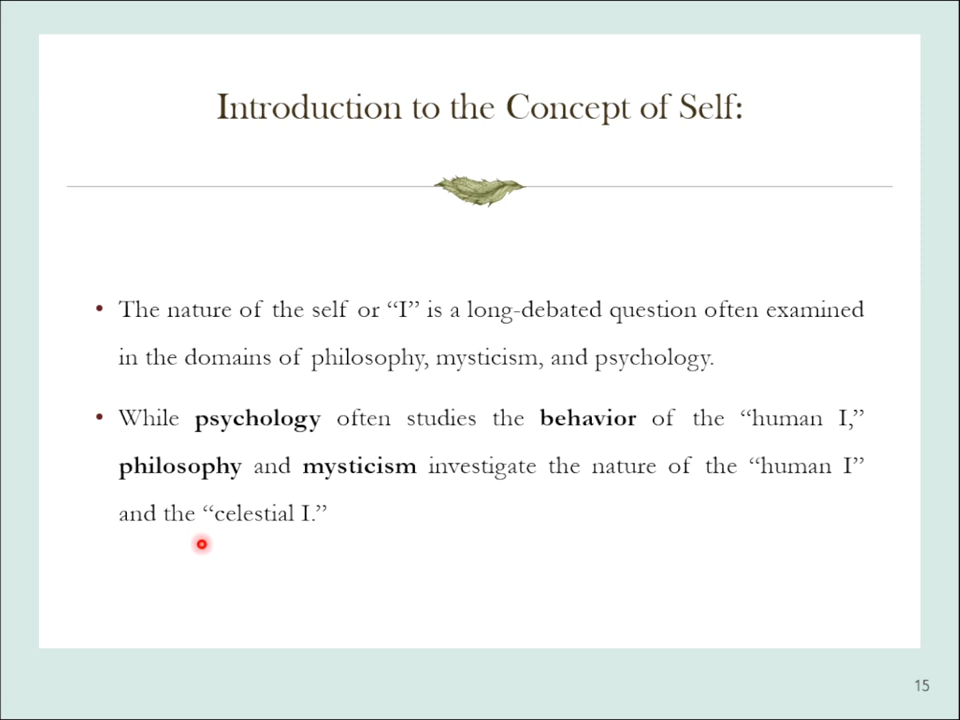 Introduction to the Concept of Self:
• The nature of the self or “I” is a long-debated question often examined
in the domains of philosophy, mysticism, and psychology.
• While psychology often studies the behavior of the “human I,”
philosophy and mysticism investigate the nature of the “human I”
and the “celestial I.”
15